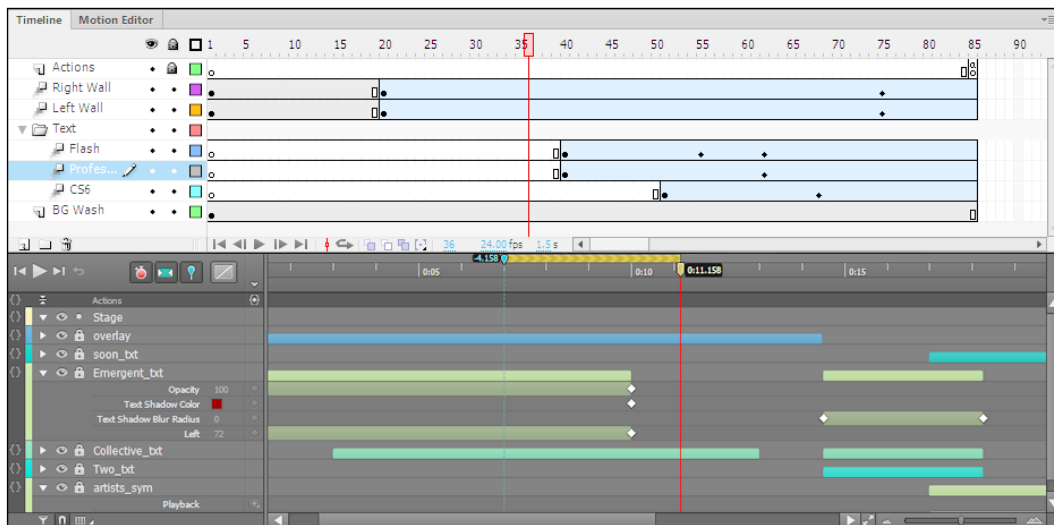 Timeline Motion Editor
1 5 10 15 20 25 30 35 40 45 50 55 60 65 70 75 80 85 90
Actions
a
Right Wall
Left Wall
Text
Flash
Profes...
CS6
BG Wash
36 24.00 fps 1.5 s
-4.158
0:05 0:10 0:11.158 0:15
Actions
Stage
overlay
soon_txt
Emergent_txt
Opacity 100
Text Shadow Color
Text Shadow Blur Radius 0
Left 72
Collective_txt
Two_txt
artists_sym
Playback